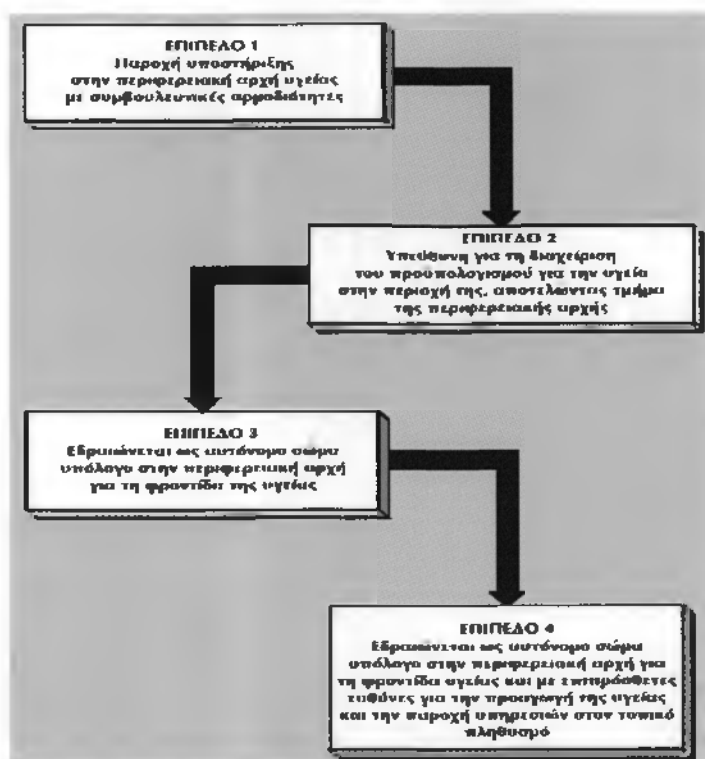 ΕΠΙΠΕΔΟ 1
Παροχή υποστήριξης
στην περιφερειακή αρχή υγείας
με συμβουλευτικές αρμοδιότητες
ΕΠΙΠΕΔΟ 2
Υπεύθυνη για τη διαχείριση
του προϋπολογισμού για την υγεία
στην περιοχή της, αποτελώντας τμήμα
της περιφερειακής αρχής
ΕΠΙΠΕΔΟ 3
Εδραιώνεται ως αυτόνομο σώμα
υπόλογο στην περιφερειακή αρχή
για τη φροντίδα της υγείας
ΕΠΙΠΕΔΟ 4
Εδραιώνεται ως αυτόνομο σώμα
υπόλογο στην περιφερειακή αρχή για
τη φροντίδα υγείας και με επιπρόσθετες
ευθύνες για την προαγωγή της υγείας
και την παροχή υπηρεσιών στον τοπικό
πληθυσμό